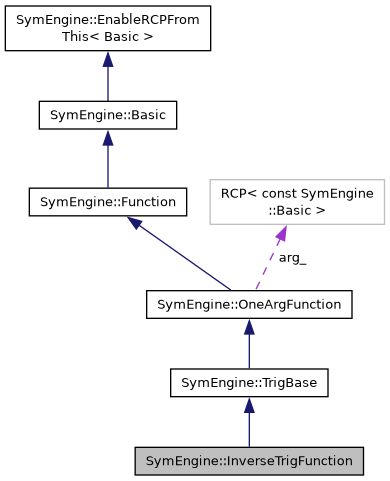 SymEngine::EnableRCPFrom
This< Basic >
SymEngine::Basic
SymEngine::Function
RCP< const SymEngine
::Basic >
arg_
SymEngine::OneArgFunction
SymEngine::TrigBase
SymEngine::InverseTrigFunction